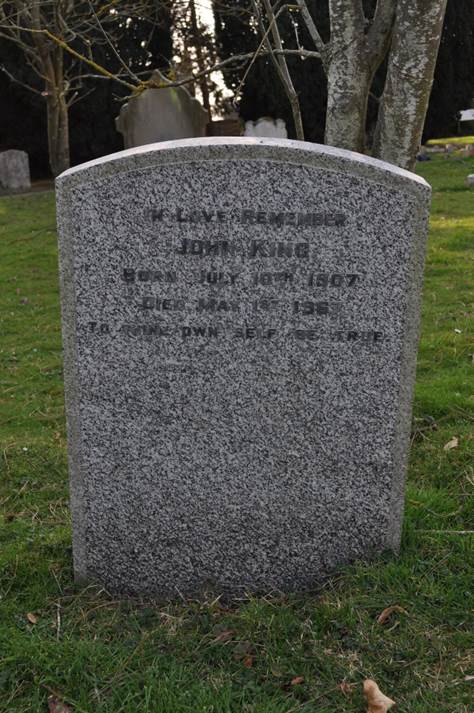 IN LOVE REMEMBER
JOHN KING
BORN JULY 10TH 1907
DIED MAY 1ST
TO THINE OWN SELF BE TRUE